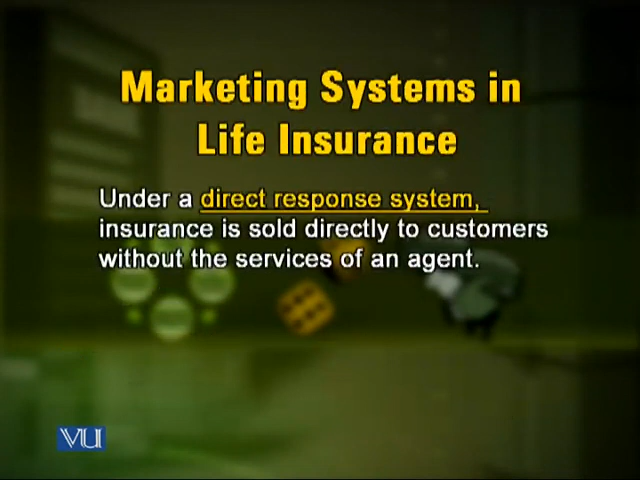 Marketing Systems in
Life Insurance
Under a direct response system,
insurance is sold directly to customers
without the services of an agent.
VU